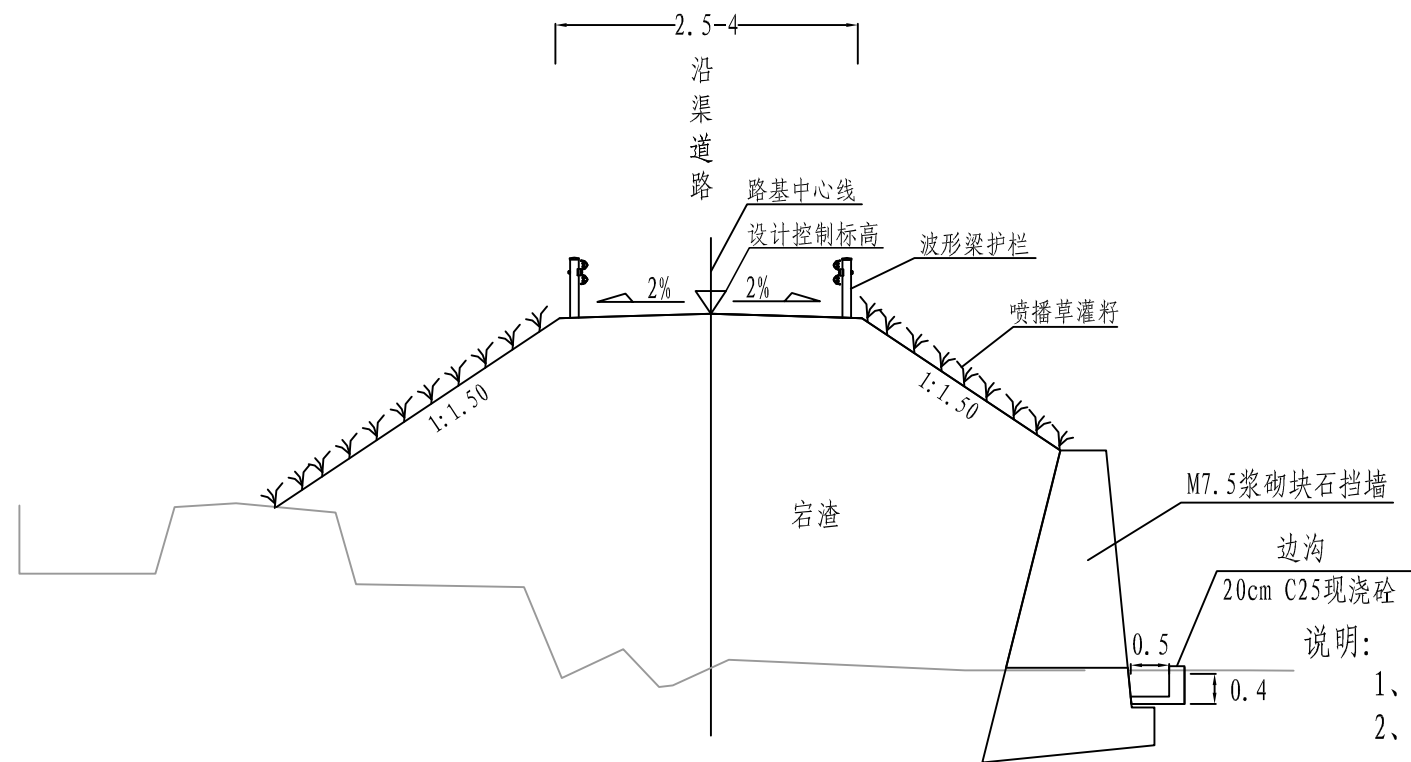 2.5-4
沿渠道路
路基中心线
设计控制标高
波形梁护栏
2%
2%
喷播草灌籽
1:1.50
1:1.50
M7.5浆砌块石挡墙
宕渣
边沟
20cm C25现浇砼
说明:
0.5
0.4
1、
2、